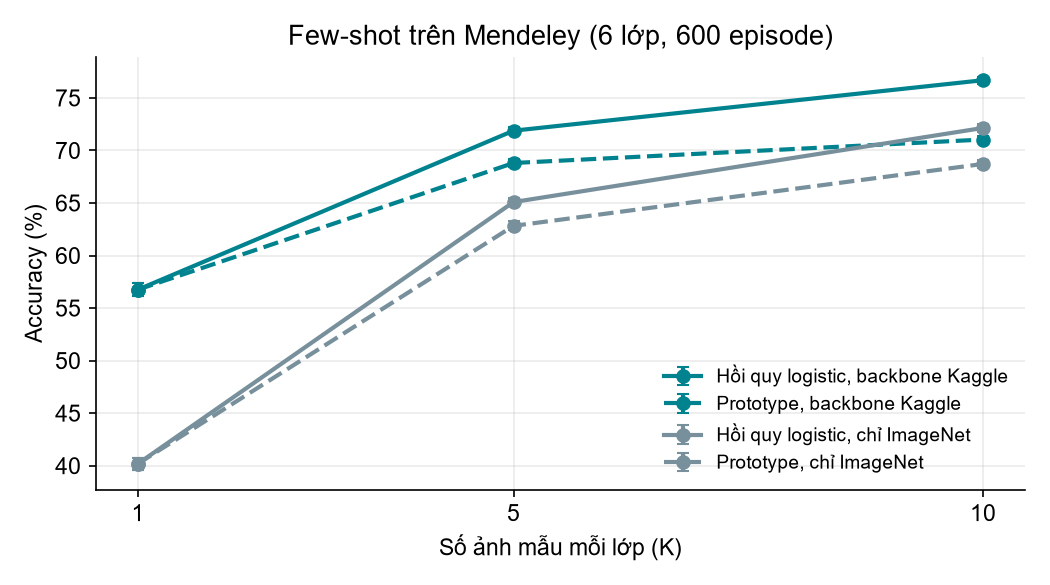 Few-shot trên Mendeley (6 lớp, 600 episode)
Accuracy (%)
75
70
65
60
55
50
45
40
Hồi quy logistic, backbone Kaggle
Prototype, backbone Kaggle
Hồi quy logistic, chỉ ImageNet
Prototype, chỉ ImageNet
1
5
10
Số ảnh mẫu mỗi lớp (K)